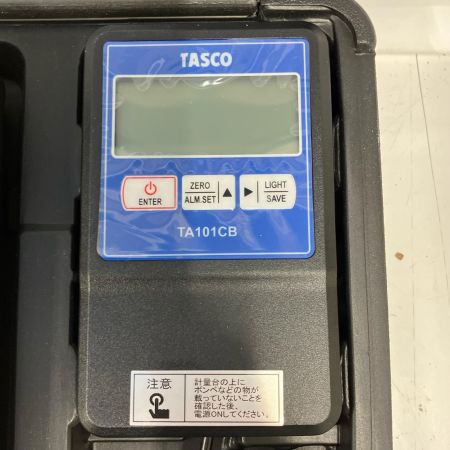 TASCO
ENTER
ZERO
ALM.SET ▲
▶ LIGHT
SAVE
TA101CB
注意
計量台の上に
ボンベなどの物が
載っていないことを
確認した後、
電源ONしてください。